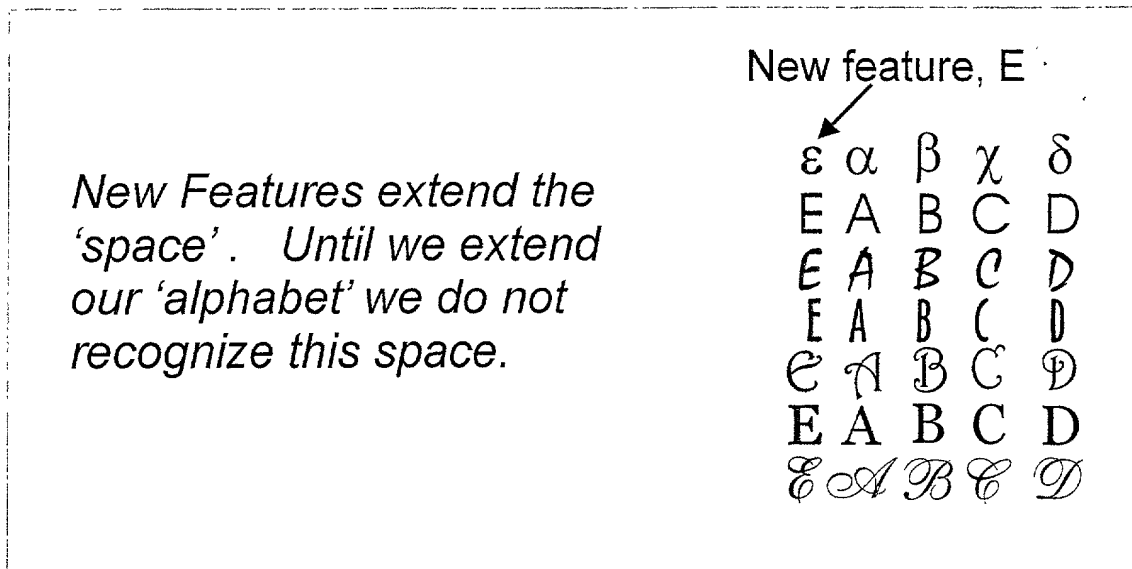 New feature, E
New Features extend the
‘space’ . Until we extend
our ‘alphabet’ we do not
recognize this space.
ε α β χ δ
E A B C D
E A B C D
E A B C D
E A B C D
E A B C D
E A B C D